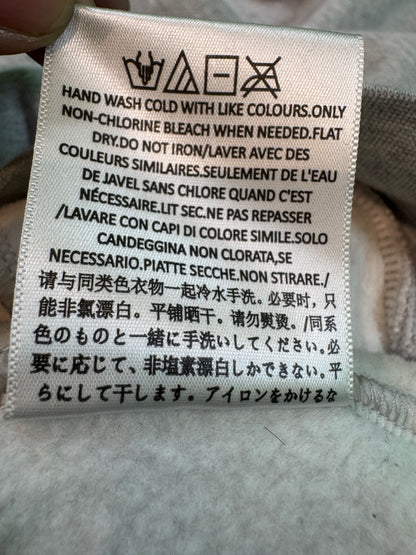 HAND WASH COLD WITH LIKE COLOURS.ONLY
NON-CHLORINE BLEACH WHEN NEEDED.FLAT
DRY.DO NOT IRON/LAVER AVEC DES
COULEURS SIMILAIRES.SEULEMENT DE L'EAU
DE JAVEL SANS CHLORE QUAND C'EST
NÉCESSAIRE.LIT SEC.NE PAS REPASSER
/LAVARE CON CAPI DI COLORE SIMILE.SOLO
CANDEGGINA NON CLORATA,SE
NECESSARIO.PIATTE SECCHE.NON STIRARE./
请与同类色衣物一起冷水手洗。必要时，只
能非氯漂白。平铺晒干。请勿熨烫。/同系
色のものと一緒に手洗いしてください。必
要に応じて、非塩素漂白しかできない。平
らにして干します。アイロンをかけるな